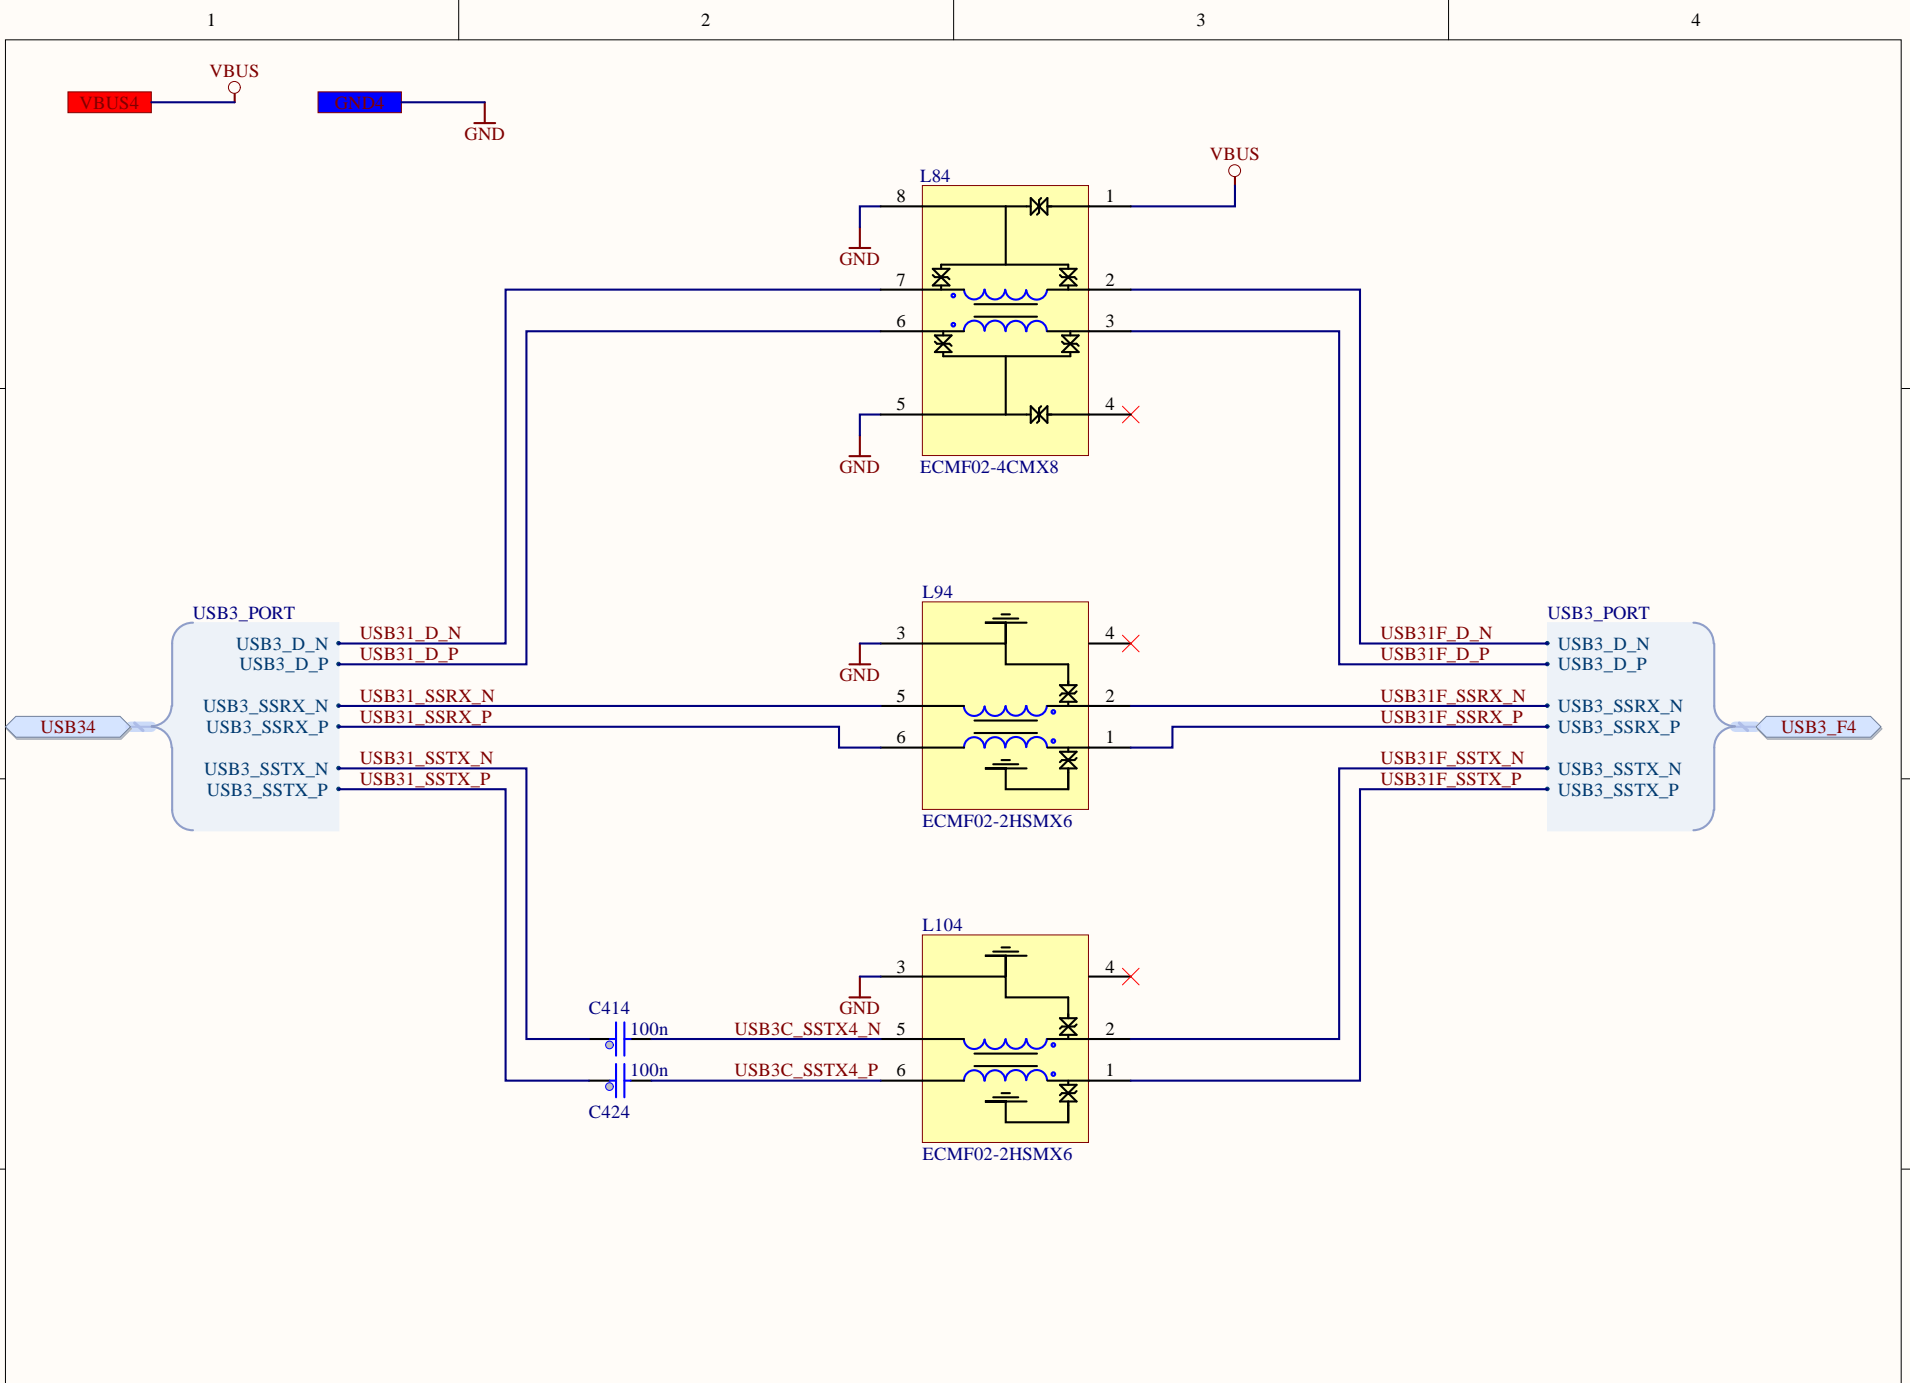 1 2 3 4
VBUS4
VBUS
GND4
GND
VBUS
L84
8 1
GND
7 2
6 3
5 4
GND
ECMF02-4CMX8
L94
3 4
GND
5 2
6 1
ECMF02-2HSMX6
USB3_PORT
USB3_D_N USB31_D_N
USB3_D_P USB31_D_P
USB3_SSRX_N USB31_SSRX_N
USB3_SSRX_P USB31_SSRX_P
USB3_SSTX_N USB31_SSTX_N
USB3_SSTX_P USB31_SSTX_P
USB34
USB3_PORT
USB31F_D_N USB3_D_N
USB31F_D_P USB3_D_P
USB31F_SSRX_N USB3_SSRX_N
USB31F_SSRX_P USB3_SSRX_P
USB31F_SSTX_N USB3_SSTX_N
USB31F_SSTX_P USB3_SSTX_P
USB3_F4
L104
3 4
GND
C414
100n USB3C_SSTX4_N 5 2
100n USB3C_SSTX4_P 6 1
C424
ECMF02-2HSMX6